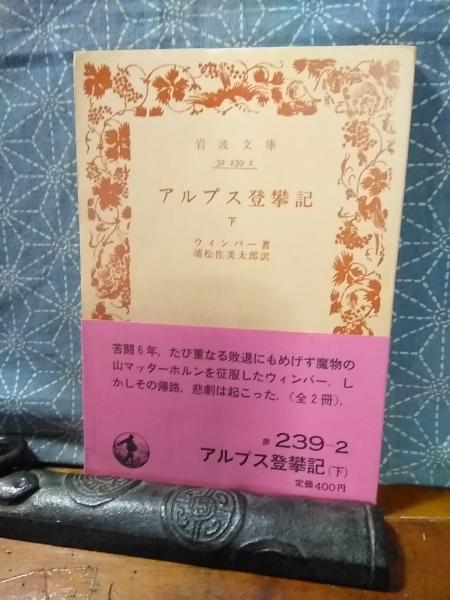 岩波文庫
32-239-2
アルプス登攀記
下
ウィンパー著
浦松佐美太郎訳
苦闘6年，たび重なる敗退にもめげず魔物の
山マッターホルンを征服したウィンパー．し
かしその帰路，悲劇は起こった．（全2冊）．
赤 239-2
アルプス登攀記（下）
定価400円